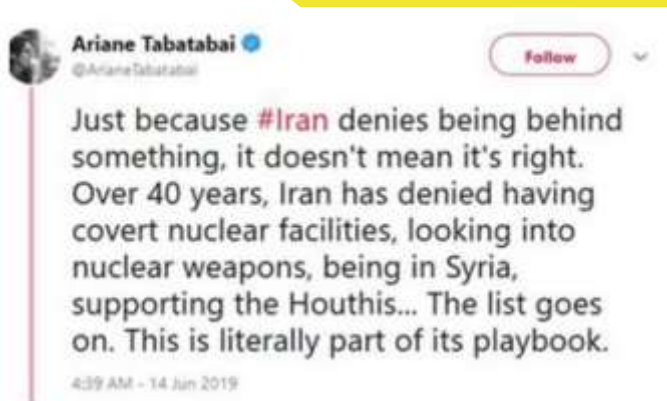 Ariane Tabatabai
@ArianeTabatabai
Follow
Just because #Iran denies being behind
something, it doesn't mean it's right.
Over 40 years, Iran has denied having
covert nuclear facilities, looking into
nuclear weapons, being in Syria,
supporting the Houthis... The list goes
on. This is literally part of its playbook.
4:39 AM - 14 Jun 2019